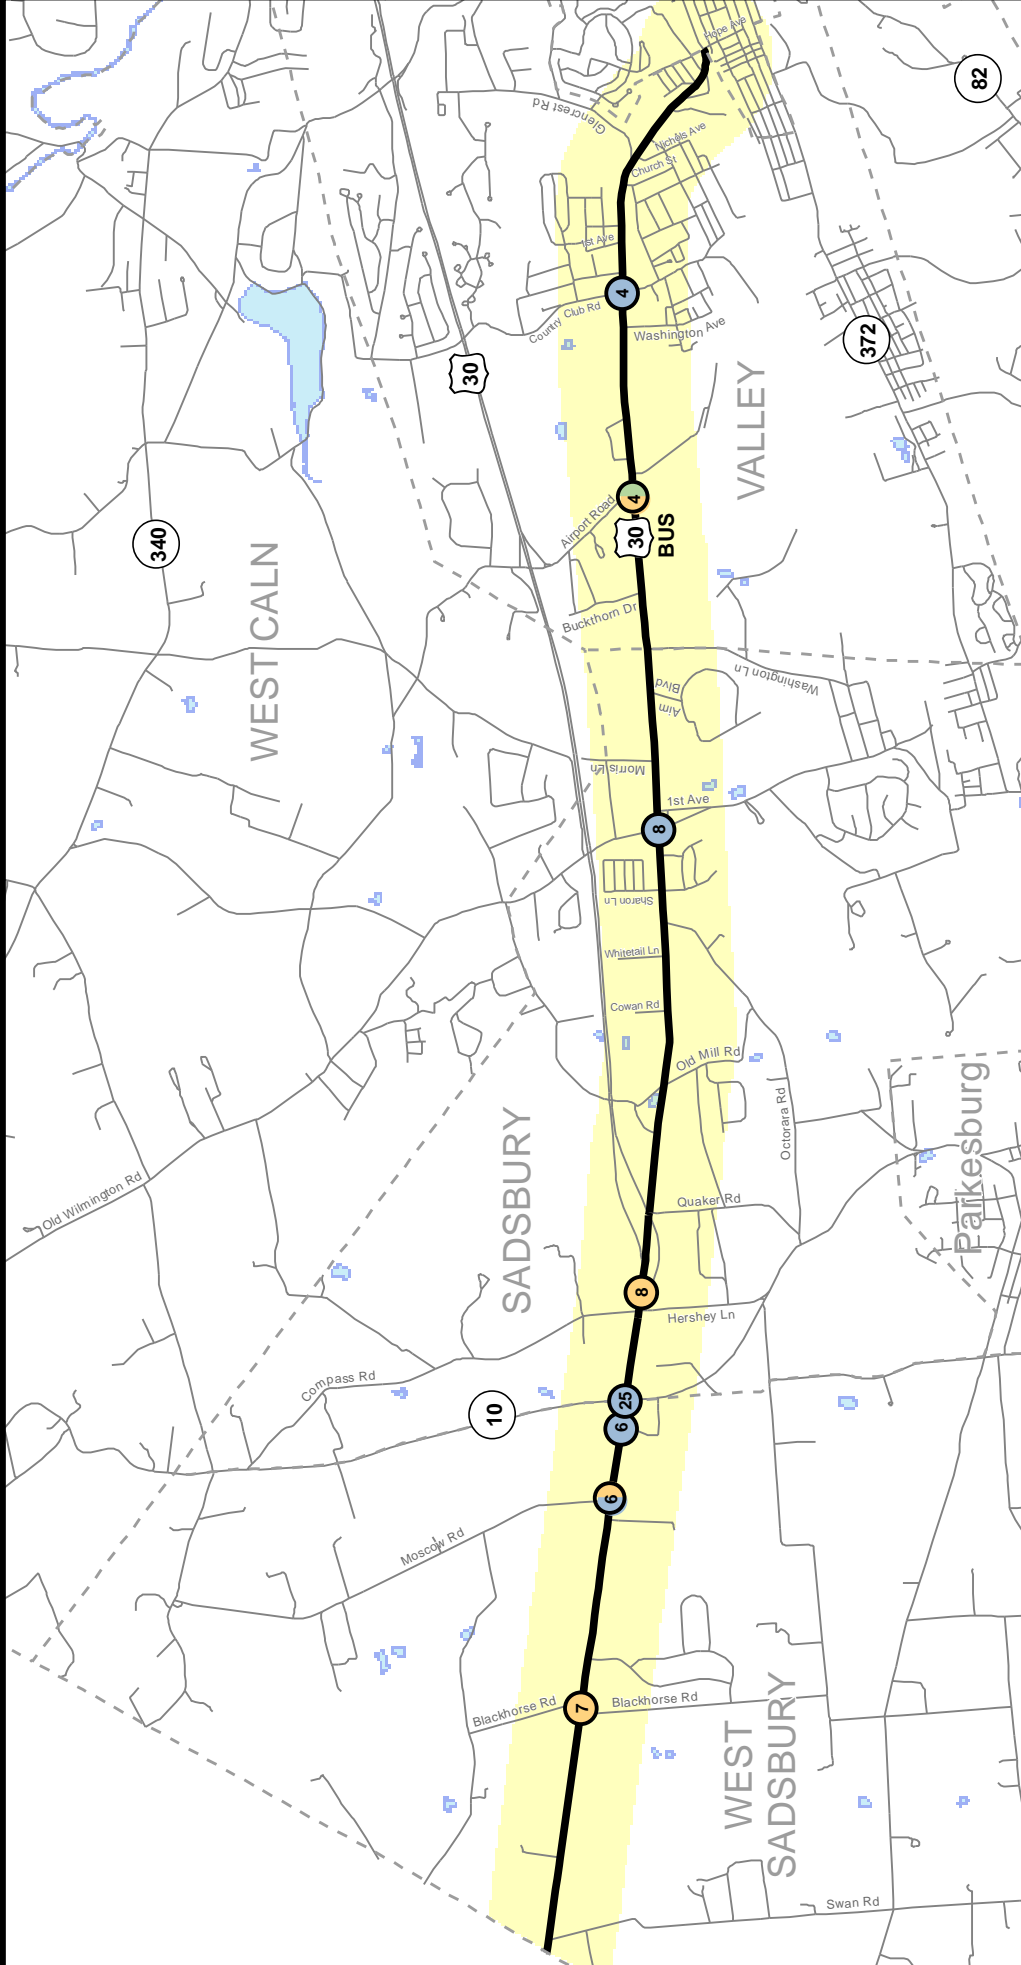 Hope Ave
82
Glencrest Rd
Nichols Ave
Church St
1st Ave
4
Country Club Rd
Washington Ave
372
30
VALLEY
4
Airport Road
30
BUS
340
WEST CALN
Buckthorn Dr
Washington Ln
Aim Blvd
Morris Ln
1st Ave
8
Sharon Ln
Whitetail Ln
Cowan Rd
Old Mill Rd
Octorara Rd
Parkesburg
SADSBURY
Old Wilmington Rd
Quaker Rd
8
Hershey Ln
Compass Rd
10
25
6
6
Moscow Rd
Blackhorse Rd
7
Blackhorse Rd
WEST
SADSBURY
Swan Rd